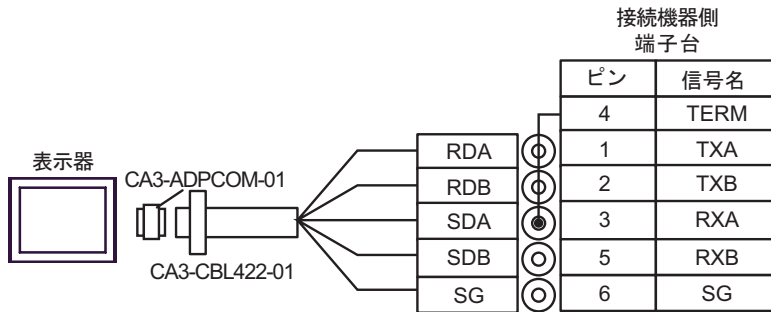 接続機器側
端子台
ピン 信号名
4 TERM
RDA 1 TXA
RDB 2 TXB
SDA 3 RXA
SDB 5 RXB
SG 6 SG
表示器
CA3-ADPCOM-01
CA3-CBL422-01